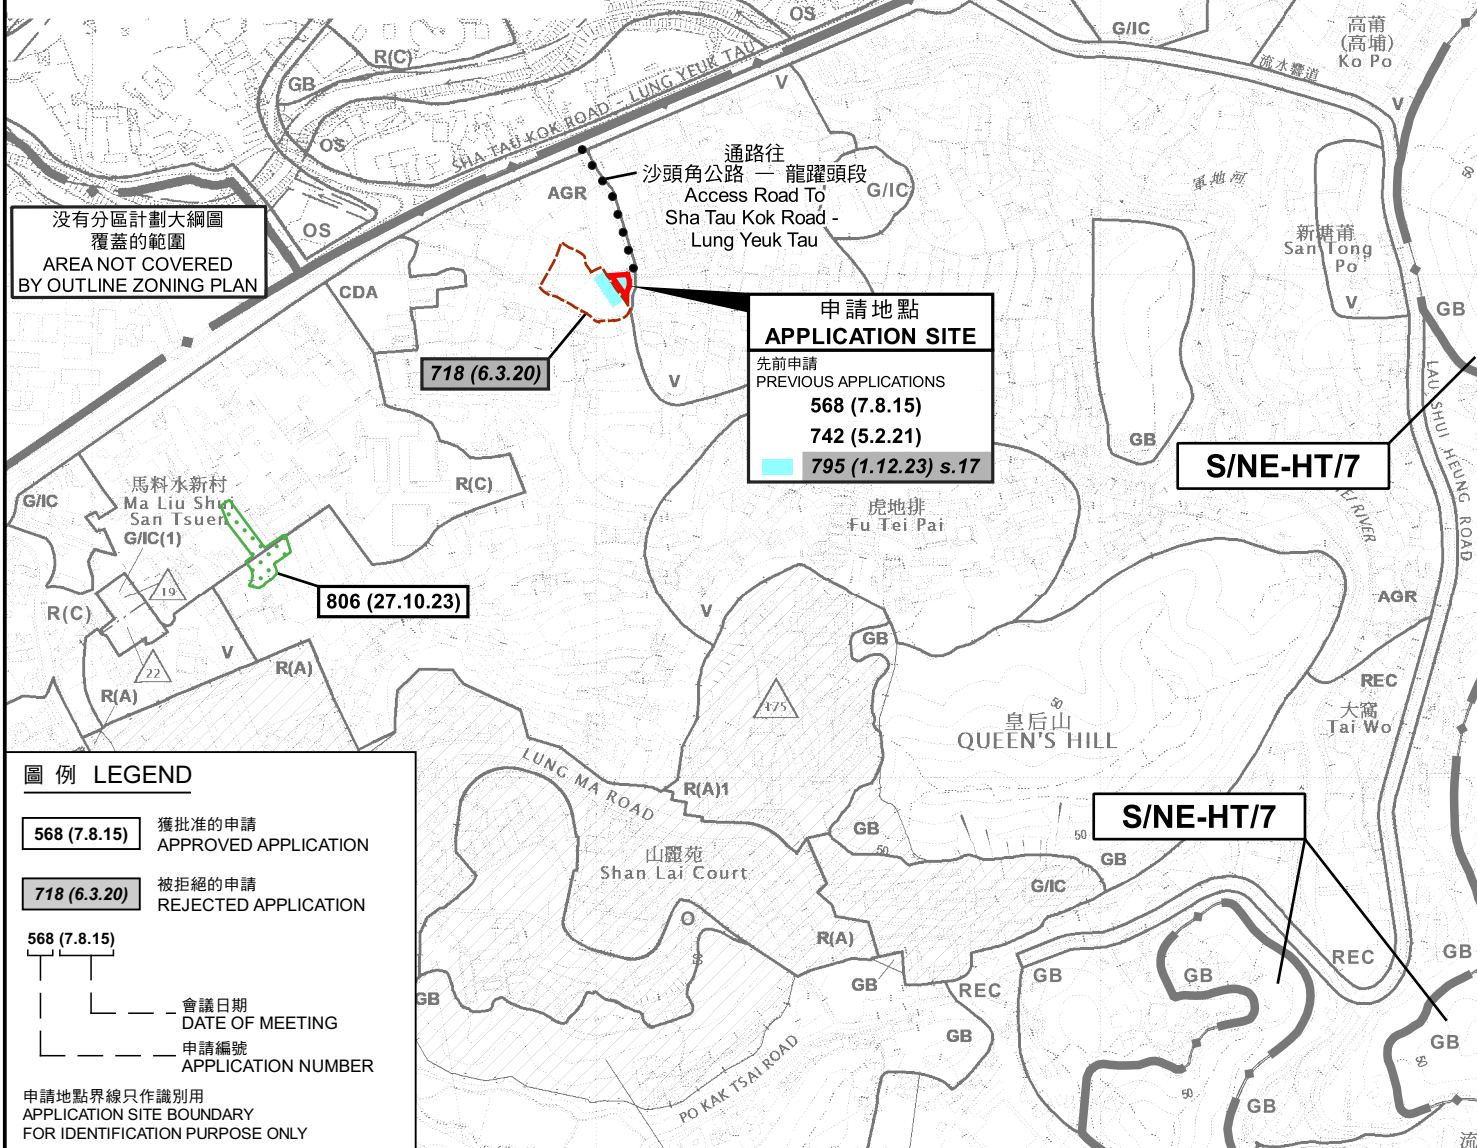 OS
G/IC
高莆
(高埔)
Ko Po
R(C)
流水響道
GB
SHA TAU KOK ROAD - LUNG YEUK TAU
V
V
OS
通路往
沙頭角公路 — 龍躍頭段
Access Road To
Sha Tau Kok Road -
Lung Yeuk Tau
AGR
G/IC
軍地河
50
没有分區計劃大綱圖
覆蓋的範圍
AREA NOT COVERED
BY OUTLINE ZONING PLAN
OS
新塘莆
San Tong
Po
V
CDA
GB
申請地點
APPLICATION SITE
先前申請
PREVIOUS APPLICATIONS
568 (7.8.15)
742 (5.2.21)
795 (1.12.23) s.17
718 (6.3.20)
V
LAU SHUI HEUNG ROAD
GB
S/NE-HT/7
RIVER
G/IC
馬料水新村
Ma Liu Shui
San Tsuen
G/IC(1)
R(C)
虎地排
Fu Tei Pai
19
806 (27.10.23)
R(C)
V
AGR
GB
V
R(A)
22
R(A)
REC
175
50
皇后山
QUEEN'S HILL
大窩
Tai Wo
LUNG MA ROAD
R(A)1
S/NE-HT/7
GB
50
50
GB
山麗苑
Shan Lai Court
G/IC
O
S
R(A)
GB
GB
REC
GB
GB
REC
GB
GB
GB
GB
50
50
GB
PO KAK TSAI ROAD
流
圖 例 LEGEND
568 (7.8.15)
獲批准的申請
APPROVED APPLICATION
718 (6.3.20)
被拒絕的申請
REJECTED APPLICATION
568 (7.8.15)
會議日期
DATE OF MEETING
申請編號
APPLICATION NUMBER
申請地點界線只作識別用
APPLICATION SITE BOUNDARY
FOR IDENTIFICATION PURPOSE ONLY